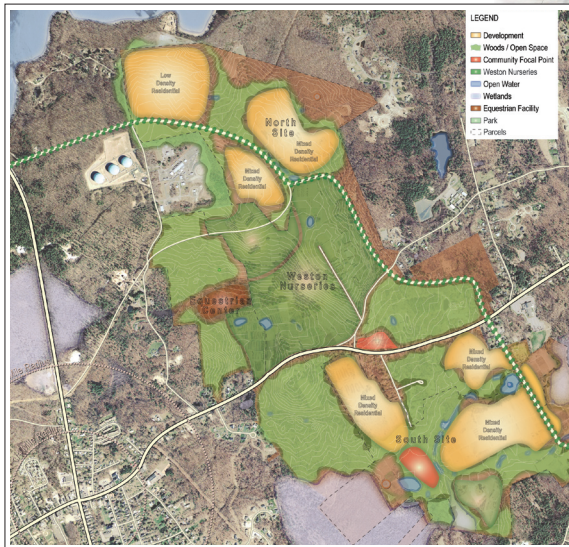 LEGEND
Development
Woods / Open Space
Community Focal Point
Weston Nurseries
Open Water
Wetlands
Equestrian Facility
Park
Parcels
Low
Density
Residential
North
Site
Mixed
Density
Residential
Mixed
Density
Residential
Weston
Nurseries
Equestrian
Center
Mixed
Density
Residential
Mixed
Density
Residential
Mixed
Density
Residential
South Site